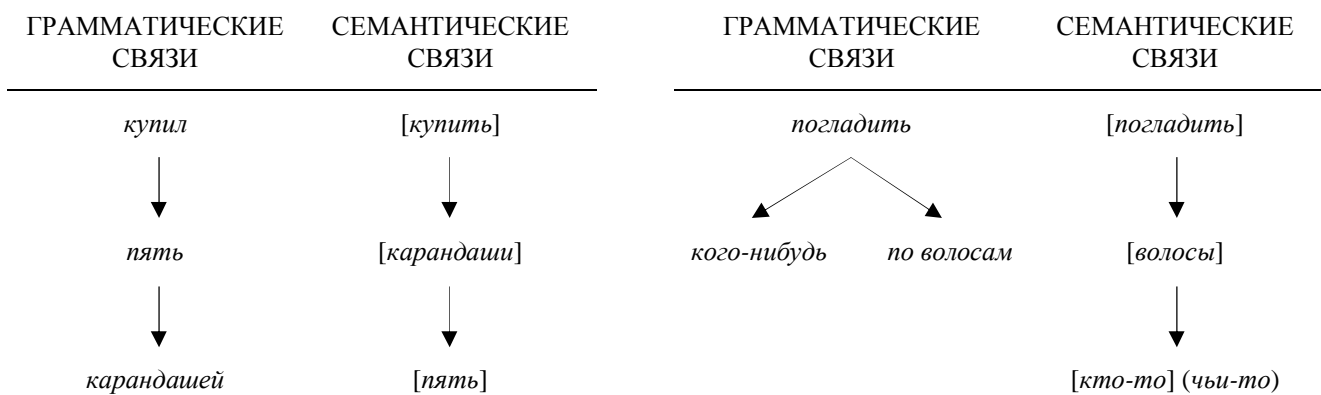 ГРАММАТИЧЕСКИЕ СВЯЗИ
СЕМАНТИЧЕСКИЕ СВЯЗИ
купил
[купить]
пять
[карандаши]
карандашей
[пять]
ГРАММАТИЧЕСКИЕ СВЯЗИ
СЕМАНТИЧЕСКИЕ СВЯЗИ
погладить
[погладить]
кого-нибудь
по волосам
[волосы]
[кто-то] (чьи-то)